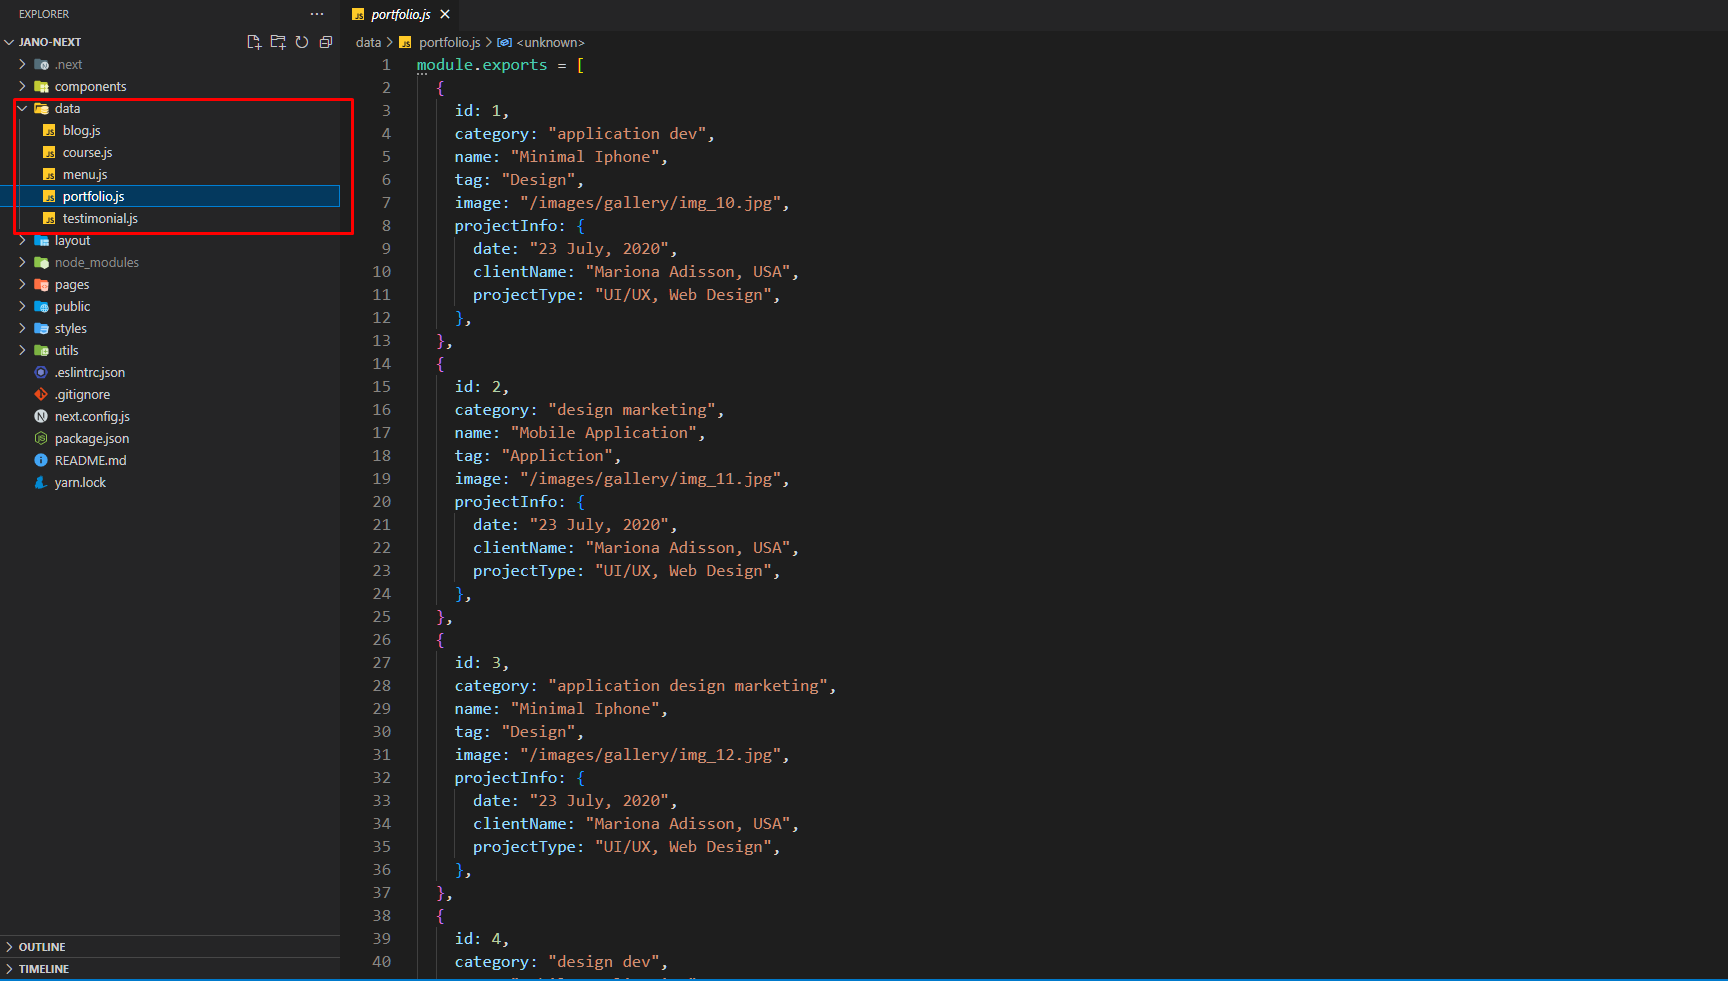 EXPLORER
JANO-NEXT
.next
components
data
blog.js
course.js
menu.js
portfolio.js
testimonial.js
layout
node_modules
pages
public
styles
utils
.eslintrc.json
.gitignore
next.config.js
package.json
README.md
yarn.lock
OUTLINE
TIMELINE
portfolio.js
data > portfolio.js > <unknown>
1 module.exports = [
2 {
3 id: 1,
4 category: "application dev",
5 name: "Minimal Iphone",
6 tag: "Design",
7 image: "/images/gallery/img_10.jpg",
8 projectInfo: {
9 date: "23 July, 2020",
10 clientName: "Mariona Adisson, USA",
11 projectType: "UI/UX, Web Design",
12 },
13 },
14 {
15 id: 2,
16 category: "design marketing",
17 name: "Mobile Application",
18 tag: "Appliction",
19 image: "/images/gallery/img_11.jpg",
20 projectInfo: {
21 date: "23 July, 2020",
22 clientName: "Mariona Adisson, USA",
23 projectType: "UI/UX, Web Design",
24 },
25 },
26 {
27 id: 3,
28 category: "application design marketing",
29 name: "Minimal Iphone",
30 tag: "Design",
31 image: "/images/gallery/img_12.jpg",
32 projectInfo: {
33 date: "23 July, 2020",
34 clientName: "Mariona Adisson, USA",
35 projectType: "UI/UX, Web Design",
36 },
37 },
38 {
39 id: 4,
40 category: "design dev",